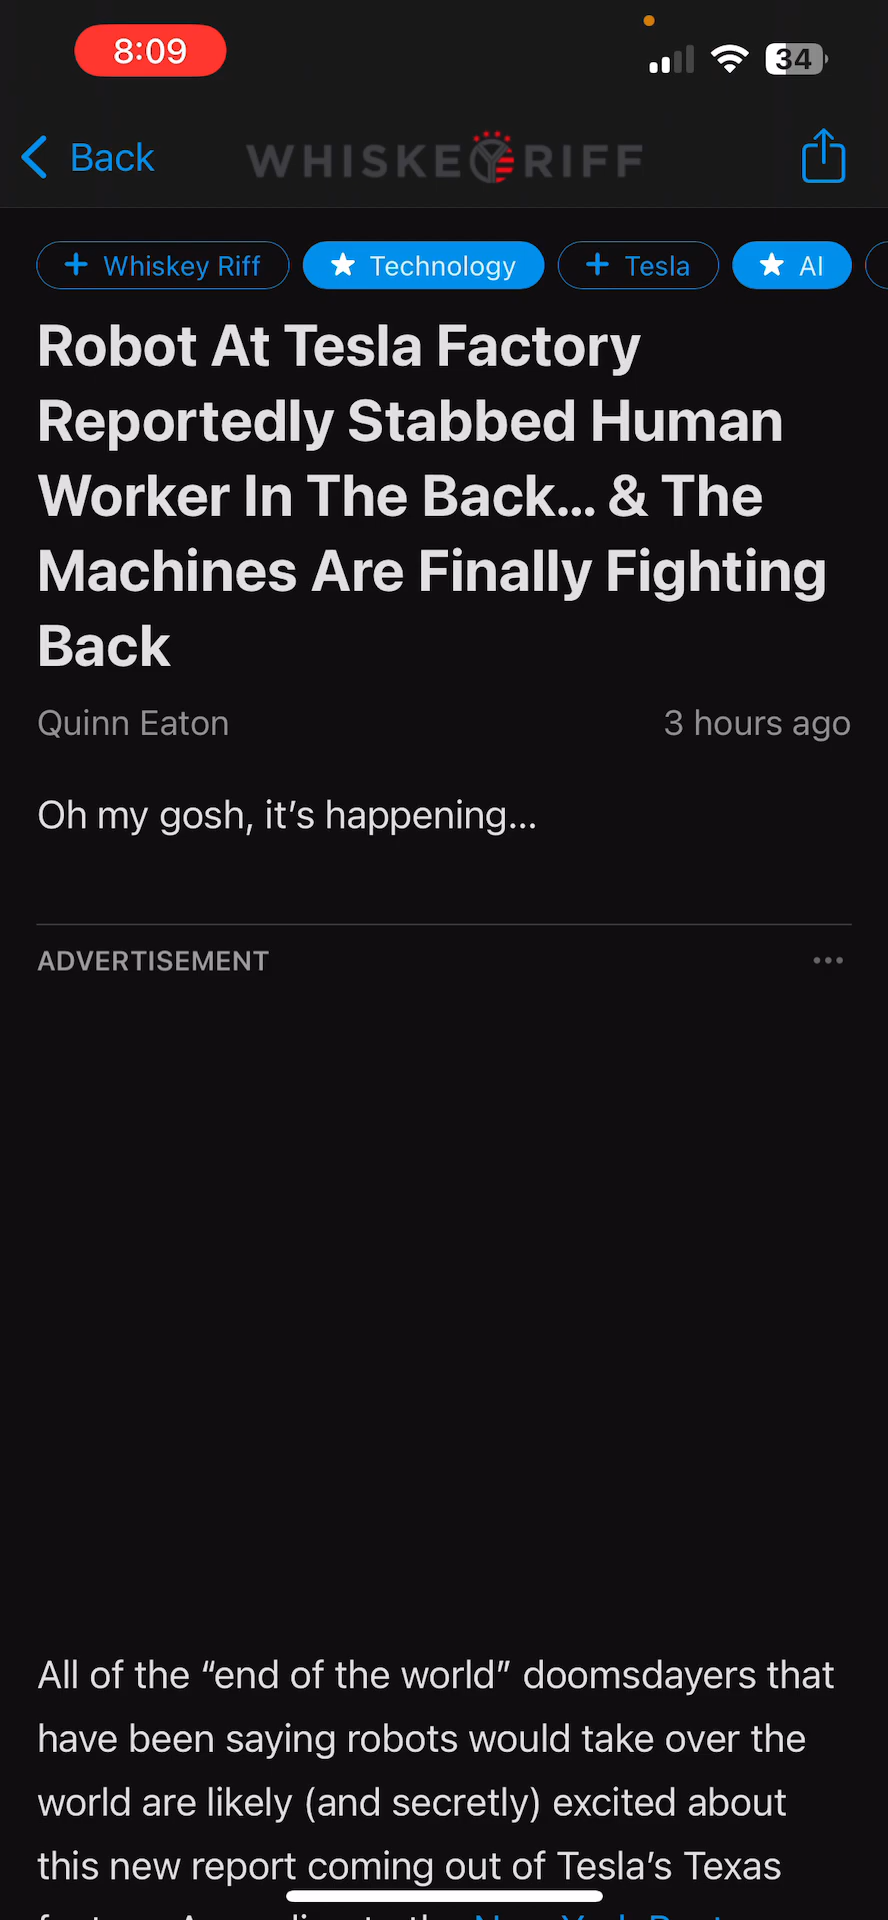 8:09
34
Back
WHISKEY RIFF
+ Whiskey Riff
★ Technology
+ Tesla
★ AI
Robot At Tesla Factory
Reportedly Stabbed Human
Worker In The Back... & The
Machines Are Finally Fighting
Back
Quinn Eaton
3 hours ago
Oh my gosh, it’s happening...
ADVERTISEMENT
All of the “end of the world” doomsdayers that
have been saying robots would take over the
world are likely (and secretly) excited about
this new report coming out of Tesla’s Texas